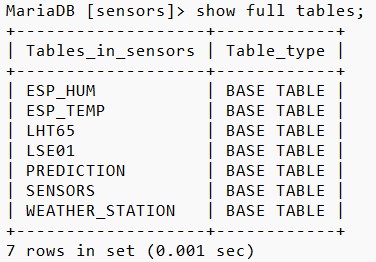 MariaDB [sensors]> show full tables;
+-------------------+------------+
| Tables_in_sensors | Table_type |
+-------------------+------------+
| ESP_HUM           | BASE TABLE |
| ESP_TEMP          | BASE TABLE |
| LHT65             | BASE TABLE |
| LSE01             | BASE TABLE |
| PREDICTION        | BASE TABLE |
| SENSORS           | BASE TABLE |
| WEATHER_STATION   | BASE TABLE |
+-------------------+------------+
7 rows in set (0.001 sec)